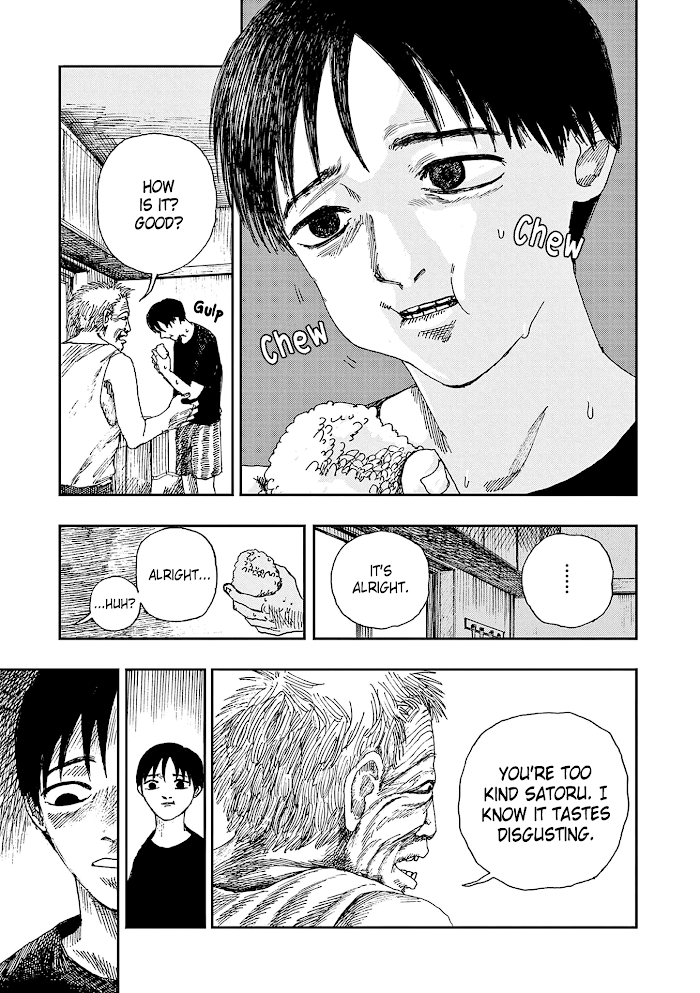 Chew
Chew
HOW
IS IT?
GOOD?
Gulp
......
IT'S
ALRIGHT.
ALRIGHT...
...HUH?
YOU'RE TOO
KIND SATORU. I
KNOW IT TASTES
DISGUSTING.